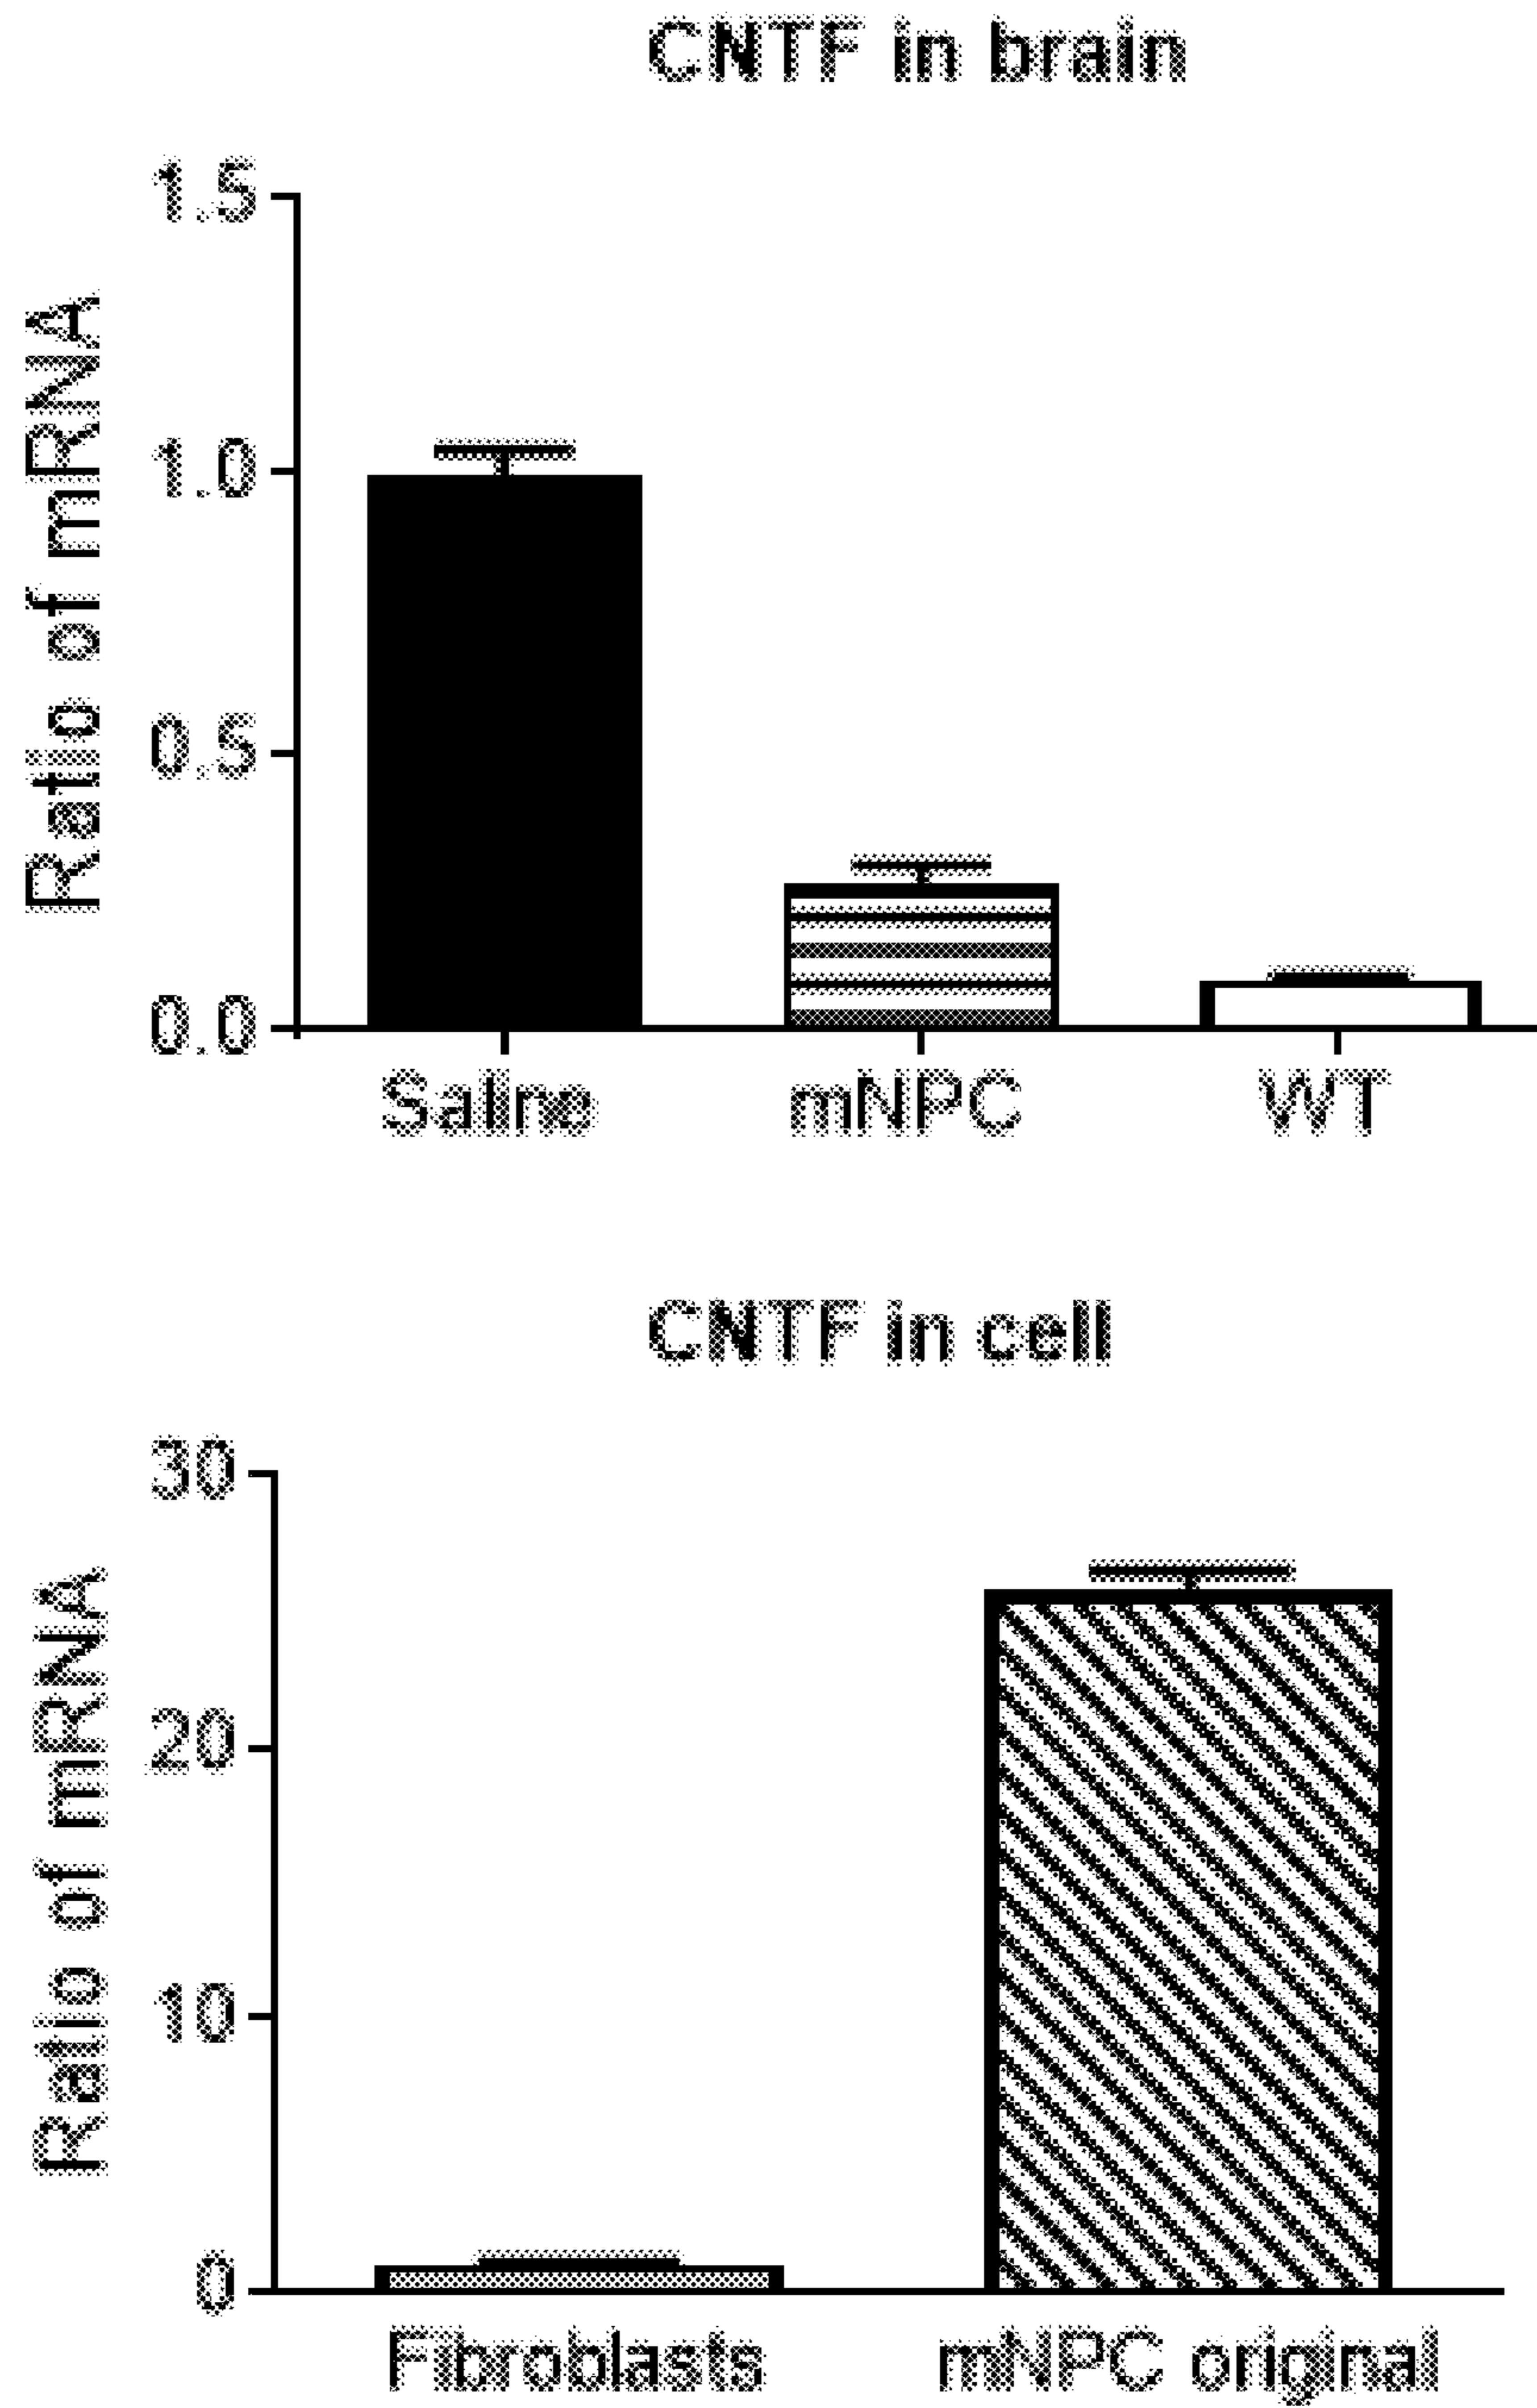 CNTF in brain
Ratio of mRNA
1.5
1.0
0.5
0.0
Saline mNPC WT
CNTF in cell
Ratio of mRNA
30
20
10
0
Fibroblasts mNPC original